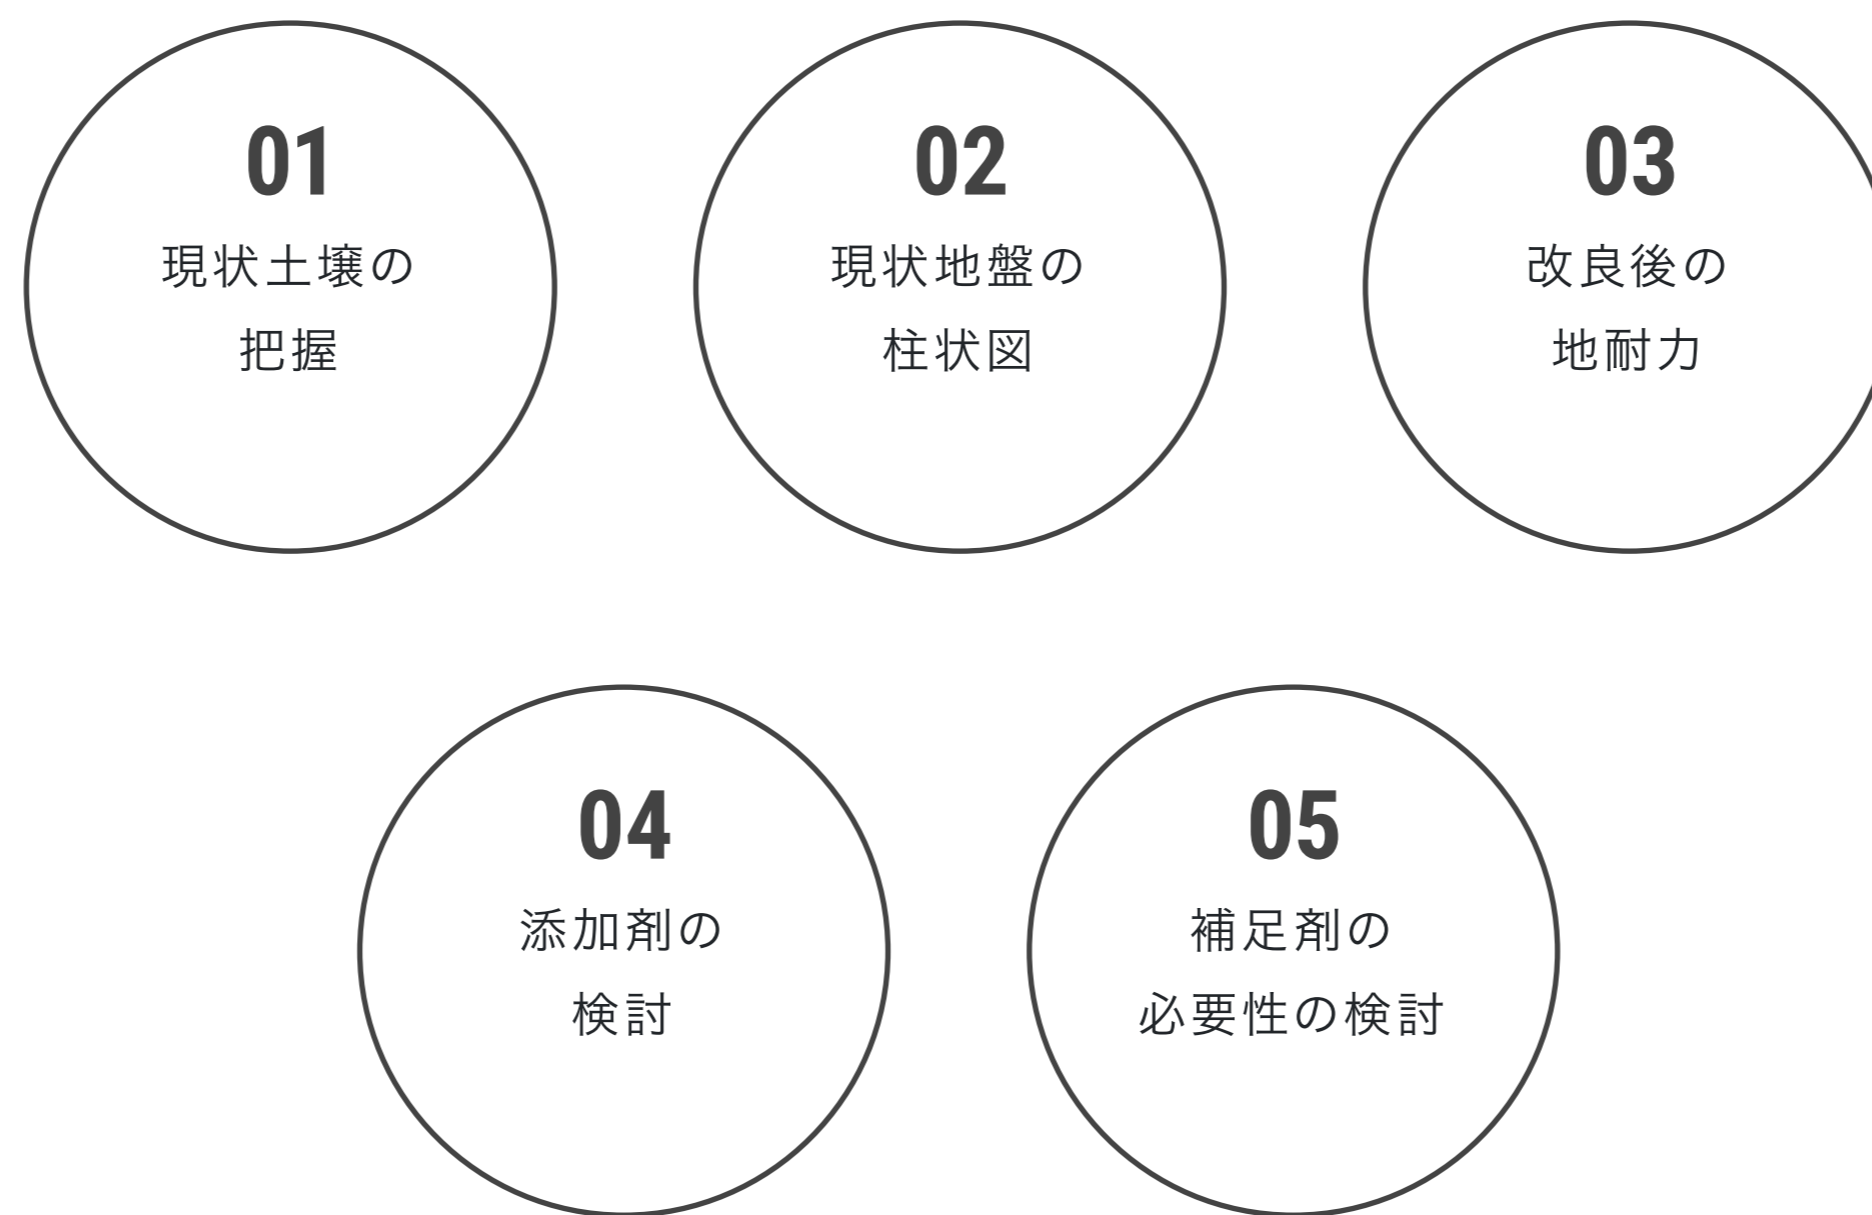 01
現状土壌の
把握
02
現状地盤の
柱状図
03
改良後の
地耐力
04
添加剤の
検討
05
補足剤の
必要性の検討